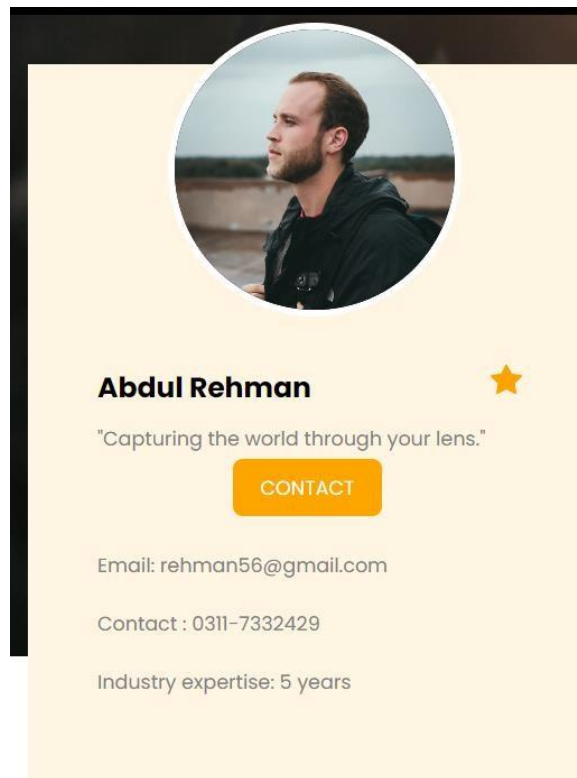 Abdul Rehman
"Capturing the world through your lens."
CONTACT
Email: rehman56@gmail.com
Contact : 0311-7332429
Industry expertise: 5 years